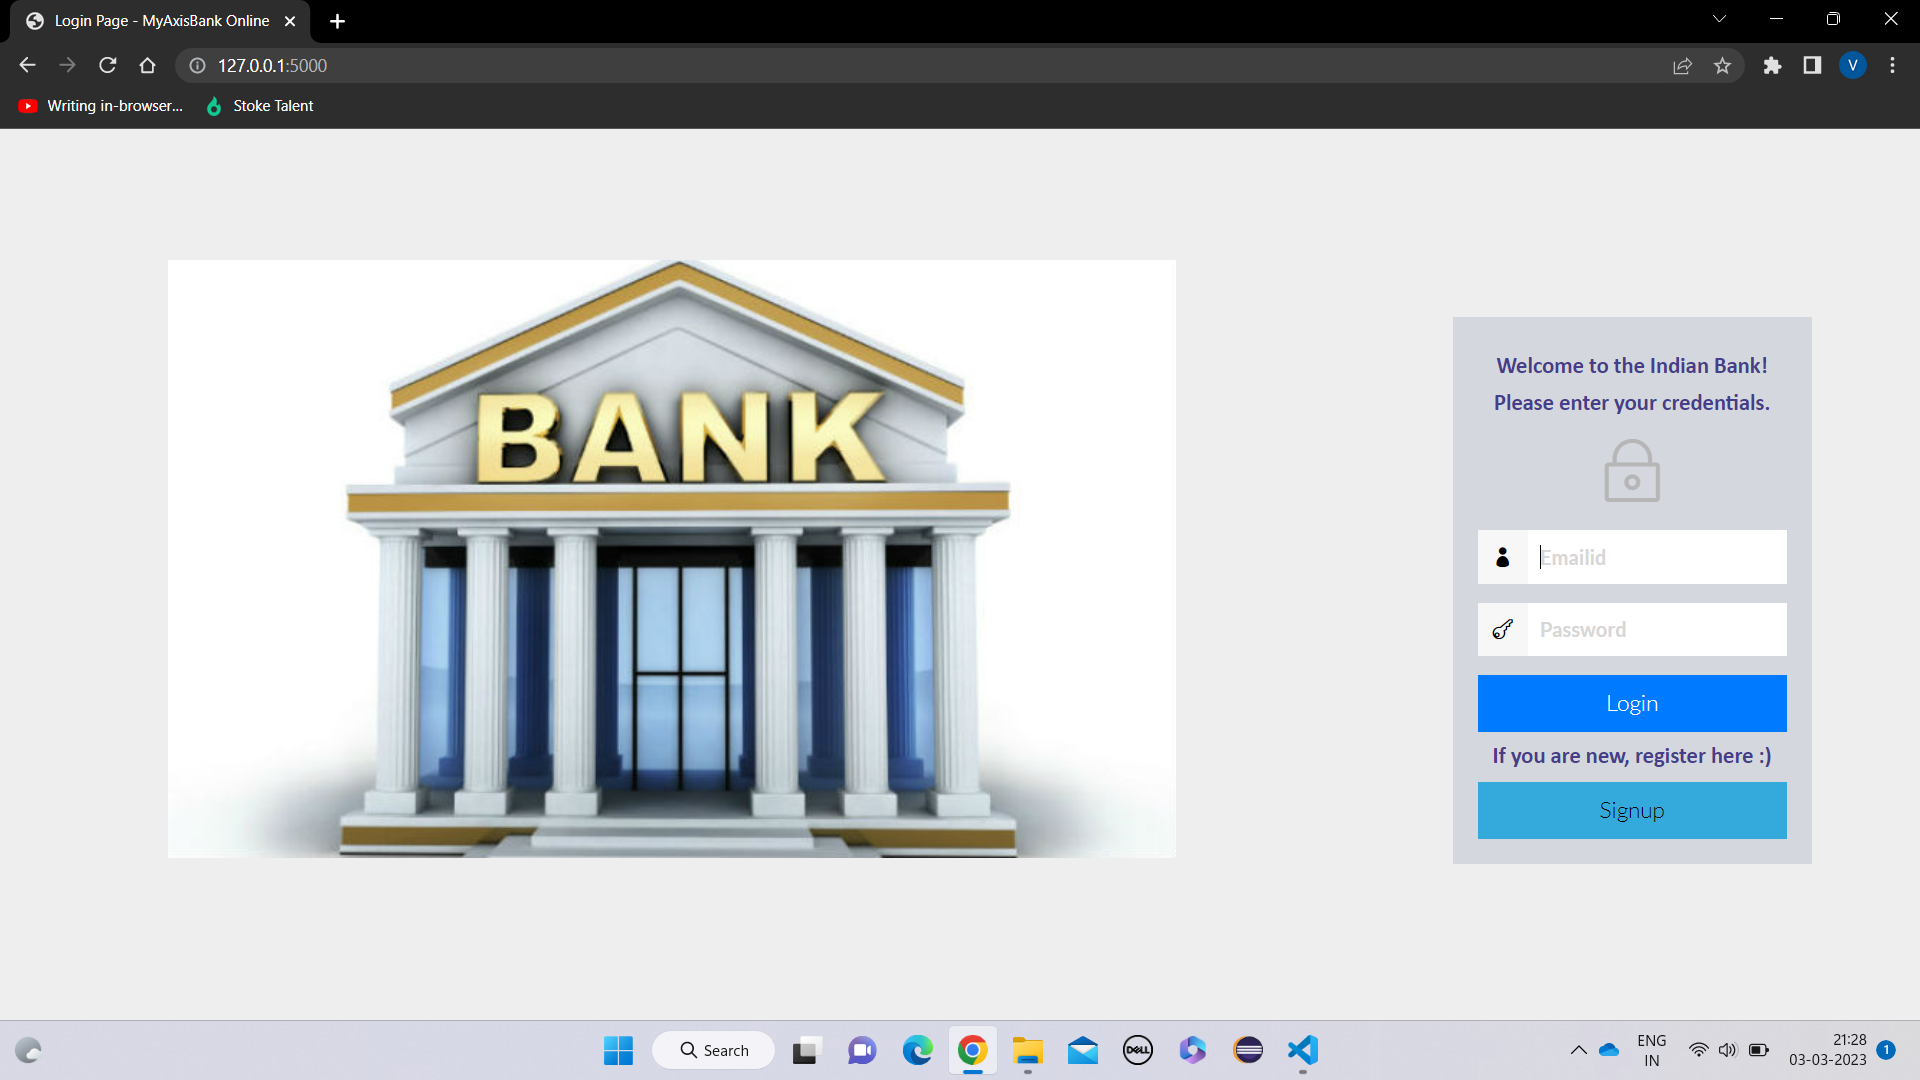 Login Page - MyAxisBank Online
127.0.0.1:5000
V
Writing in-browser...
Stoke Talent
BANK
Welcome to the Indian Bank!
Please enter your credentials.
Emailid
Password
Login
If you are new, register here :)
Signup
Search
DELL
ENG
IN
21:28
03-03-2023
1